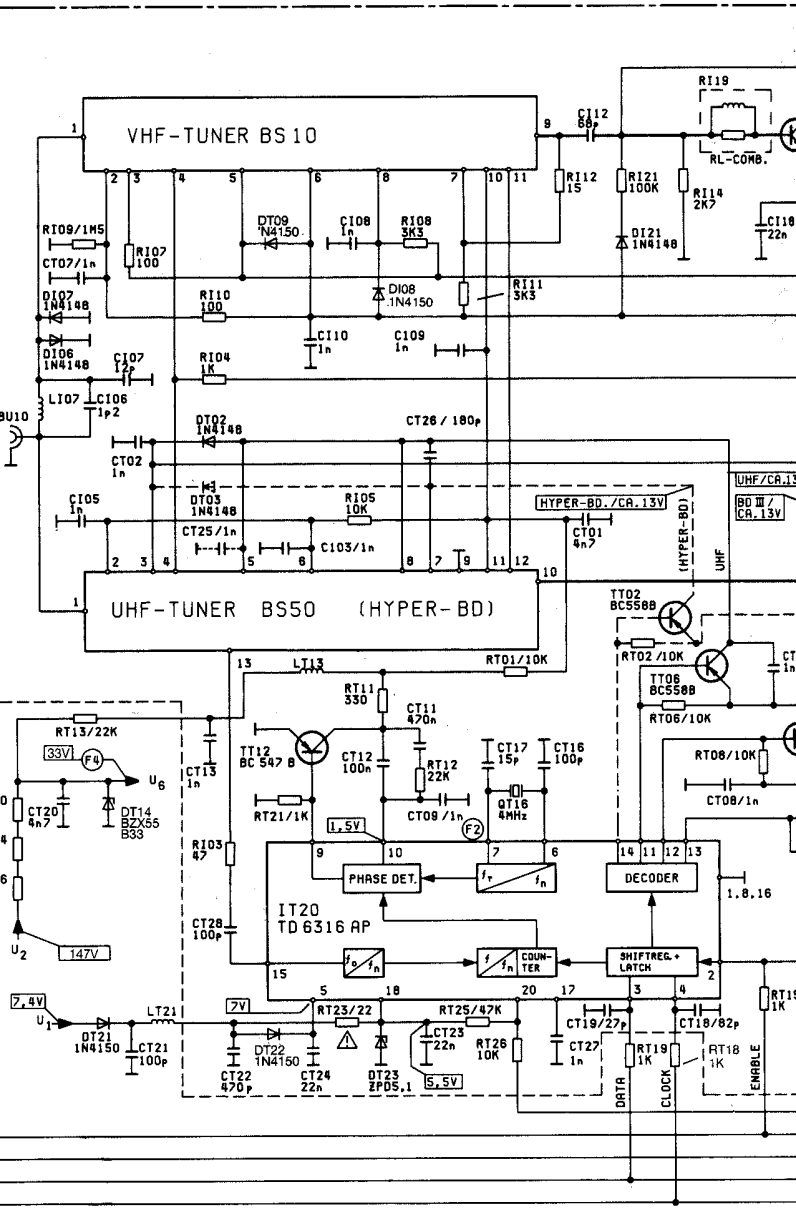 VHF-TUNER BS10
1
9
2
3
4
5
6
8
7
10
11
CI12
68p
RI19
RL-COMB.
RI12
15
RI21
100K
RI14
2K7
CI18
22n
DI21
1N4148
RI09/1M5
CT07/1n
RI07
100
DT09
1N4150
CI08
1n
RI08
3K3
DI08
1N4150
RI11
3K3
DI07
1N4148
DI06
1N4148
RI10
100
CI10
1n
C109
1n
CI07
12p
RI04
1K
LI07
CI06
1p2
BU10
DT02
1N4148
CT26 / 180p
CT02
1n
DT03
1N4148
UHF/CA.13
BD III /
CA.13V
HYPER-BD./CA.13V
CI05
1n
RI05
10K
CT25/1n
C103/1n
CT01
4n7
(HYPER-BD)
UHF
2
3
4
5
6
8
7
9
11
12
10
1
UHF-TUNER BS50 (HYPER-BD)
TT02
BC558B
13
LT13
RT01/10K
RT02/10K
CT
1n
TT06
BC558B
RT11
330
CT11
470n
RT06/10K
RT13/22K
33V
F4
U6
CT13
1n
TT12
BC 547 B
CT12
100n
RT12
22K
CT17
15p
CT16
100p
RT08/10K
QT16
4MHz
CT20
4n7
DT14
BZX55
B33
RT21/1K
CT09/1n
CT08/1n
1,5V
F2
0
4
6
RI03
47
9
10
7
6
14
11
12
13
PHASE DET.
fT
fn
DECODER
1,8,16
IT20
TD 6316 AP
CT28
100p
U2
147V
fo
fn
f
fn
COUN-
TER
SHIFTREG.+
LATCH
15
2
5
18
20
17
3
4
7,4V
U1
LT21
7V
RT23/22
RT25/47K
CT19/27p
CT18/82p
RT19
1K
DT21
1N4150
CT21
100p
DT22
1N4150
CT23
22n
RT26
10K
CT27
1n
RT19
1K
RT18
1K
CT22
470p
CT24
22n
DT23
ZPD5.1
5,5V
DATA
CLOCK
ENABLE